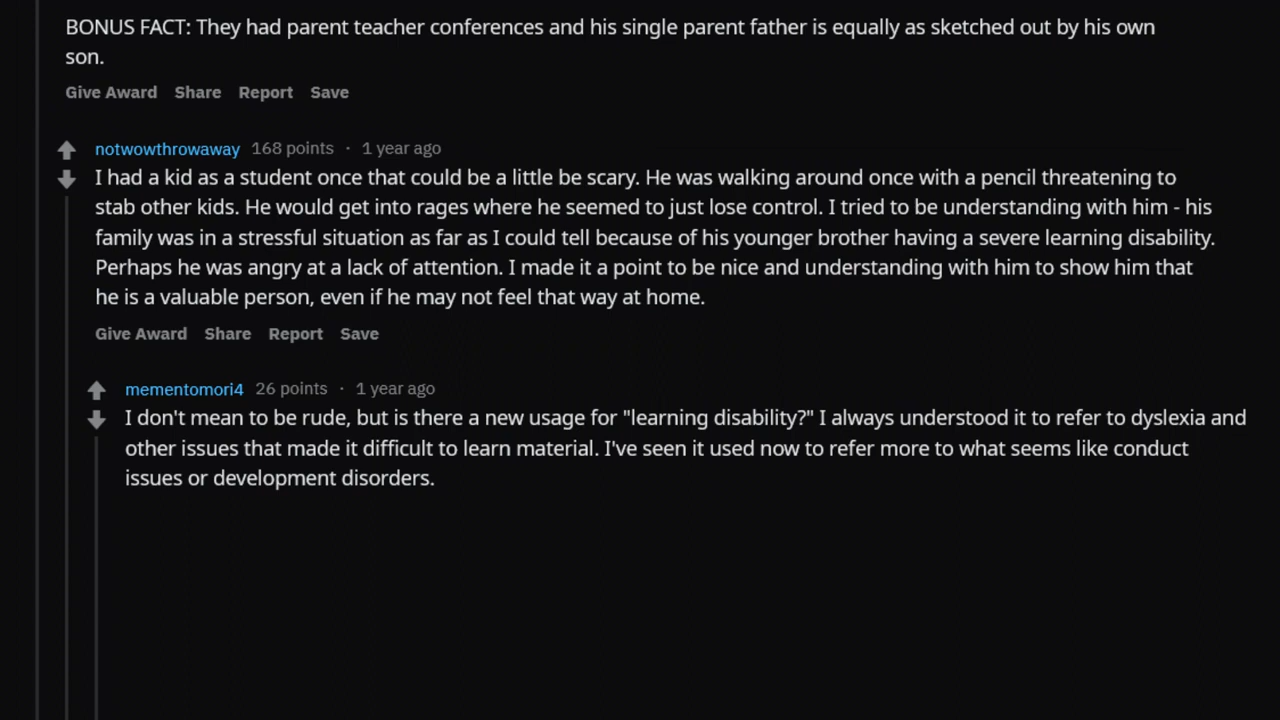 BONUS FACT: They had parent teacher conferences and his single parent father is equally as sketched out by his own
son.
Give Award Share Report Save
notwowthrowaway 168 points · 1 year ago
I had a kid as a student once that could be a little be scary. He was walking around once with a pencil threatening to
stab other kids. He would get into rages where he seemed to just lose control. I tried to be understanding with him - his
family was in a stressful situation as far as I could tell because of his younger brother having a severe learning disability.
Perhaps he was angry at a lack of attention. I made it a point to be nice and understanding with him to show him that
he is a valuable person, even if he may not feel that way at home.
Give Award Share Report Save
mementomori4 26 points · 1 year ago
I don't mean to be rude, but is there a new usage for "learning disability?" I always understood it to refer to dyslexia and
other issues that made it difficult to learn material. I've seen it used now to refer more to what seems like conduct
issues or development disorders.